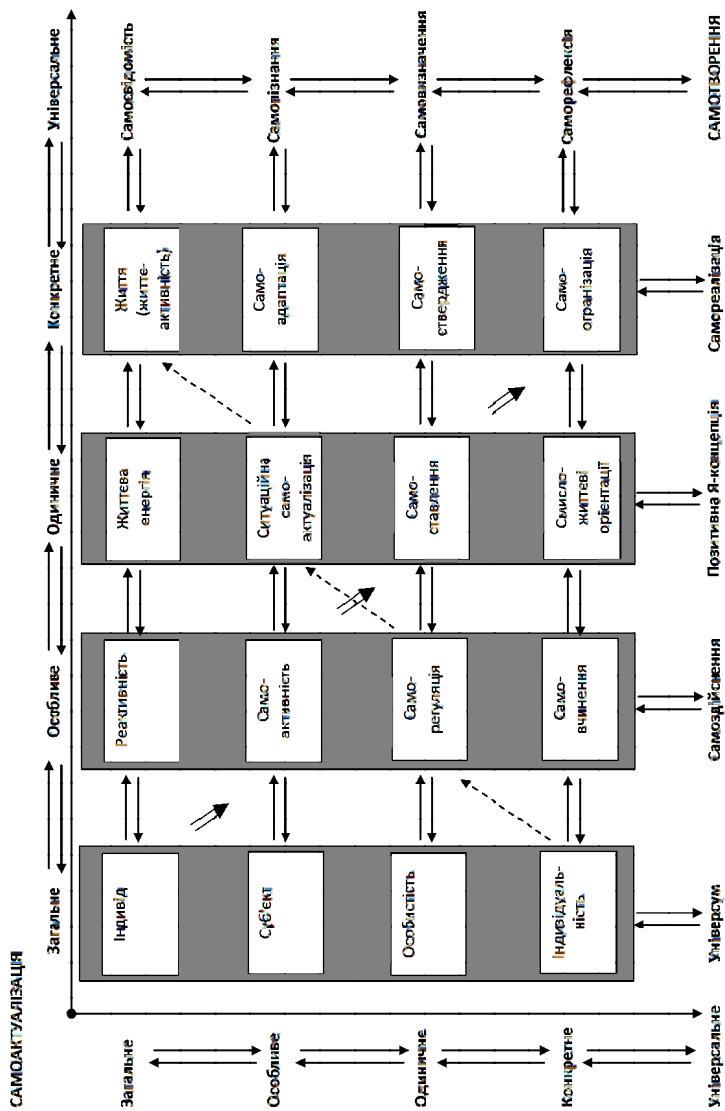 САМОАКТУАЛІЗАЦІЯ
Загальне
Особливе
Одиничне
Конкретне
Універсальне
Загальне
Індивід
Реактивність
Життєва
енергія
Життя
(життє-
активність)
Самосвідомість
Особливе
Суб'єкт
Само-
активність
Ситуаційна
само-
актуалізація
Само-
адаптація
Саморізнання
Одиничне
Особистість
Само-
регуляція
Само-
ставлення
Само-
ствердження
Самовизначення
Конкретне
Індивідуаль-
ність
Само-
вчинення
Смисло-
життєві
орієнтації
Само-
організація
Саморефлексія
Універсальне
Універсум
Самоздійснення
Позитивна Я-концепція
Самореалізація
САМОТВОРЕННЯ